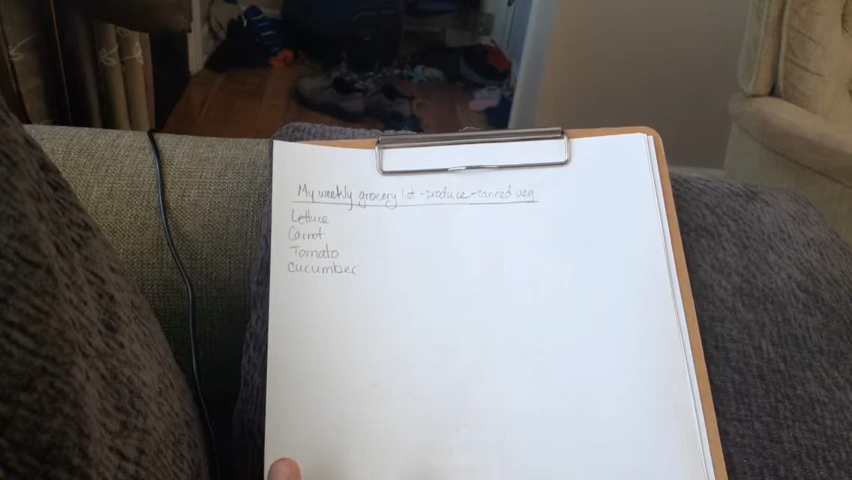 My weekly grocery list -produce -canned veg
Lettuce
Carrot
Tomato
cucumber